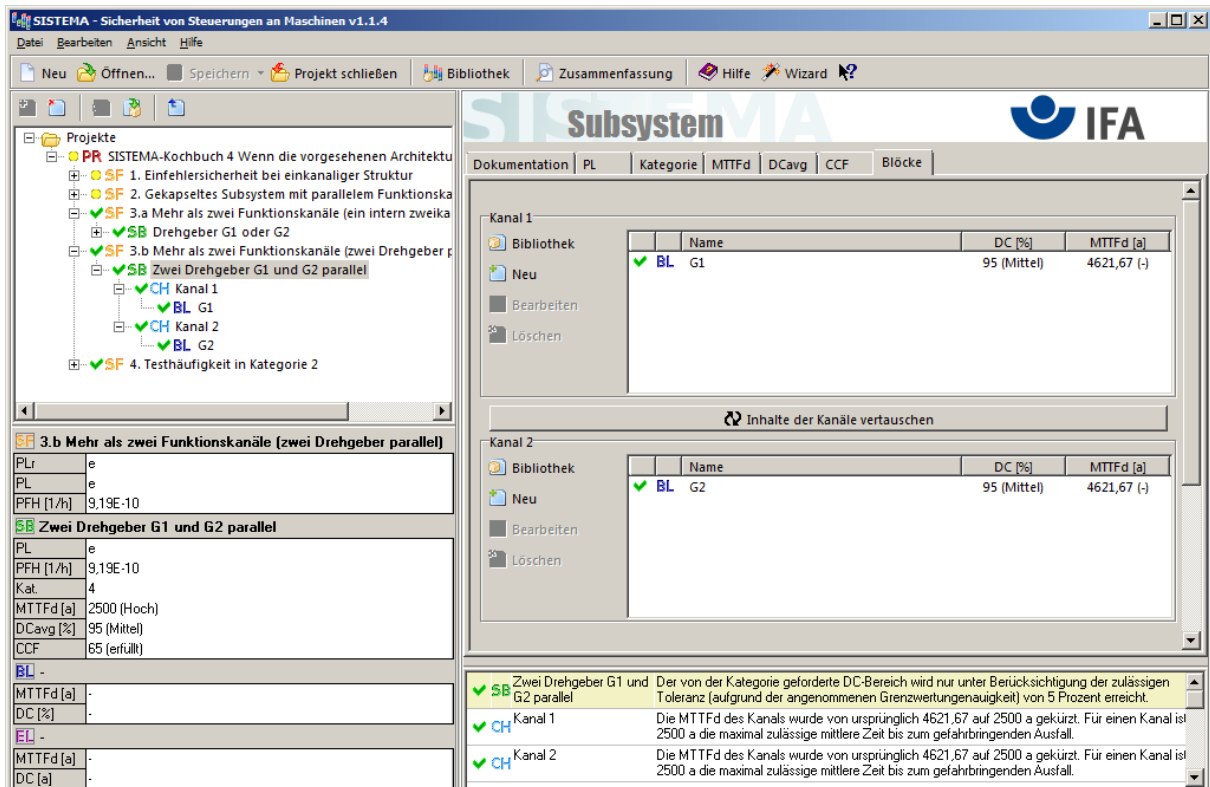 SISTEMA - Sicherheit von Steuerungen an Maschinen v1.1.4
Datei Bearbeiten Ansicht Hilfe
Neu Öffnen... Speichern Projekt schließen Bibliothek Zusammenfassung Hilfe Wizard
Projekte
PR SISTEMA-Kochbuch 4 Wenn die vorgesehenen Architektu
SF 1. Einfehlersicherheit bei einkanaliger Struktur
SF 2. Gekapseltes Subsystem mit parallelem Funktionska
SF 3.a Mehr als zwei Funktionskanäle (ein intern zweika
SB Drehgeber G1 oder G2
SF 3.b Mehr als zwei Funktionskanäle (zwei Drehgeber p
SB Zwei Drehgeber G1 und G2 parallel
CH Kanal 1
BL G1
CH Kanal 2
BL G2
SF 4. Testhäufigkeit in Kategorie 2
SF 3.b Mehr als zwei Funktionskanäle (zwei Drehgeber parallel)
PLr e
PL e
PFH [1/h] 9,19E-10
SB Zwei Drehgeber G1 und G2 parallel
PL e
PFH [1/h] 9,19E-10
Kat. 4
MTTFd [a] 2500 (Hoch)
DCavg [%] 95 (Mittel)
CCF 65 (erfüllt)
BL -
MTTFd [a] -
DC [%] -
EL -
MTTFd [a] -
DC [a] -
SISTEMA
Subsystem
IFA
Dokumentation PL Kategorie MTTFd DCavg CCF Blöcke
Kanal 1
Bibliothek
Neu
Bearbeiten
Löschen
Name DC [%] MTTFd [a]
BL G1 95 (Mittel) 4621,67 (-)
Inhalte der Kanäle vertauschen
Kanal 2
Bibliothek
Neu
Bearbeiten
Löschen
Name DC [%] MTTFd [a]
BL G2 95 (Mittel) 4621,67 (-)
SB Zwei Drehgeber G1 und G2 parallel
Der von der Kategorie geforderte DC-Bereich wird nur unter Berücksichtigung der zulässigen
Toleranz (aufgrund der angenommenen Grenzwertungenauigkeit) von 5 Prozent erreicht.
CH Kanal 1
Die MTTFd des Kanals wurde von ursprünglich 4621,67 auf 2500 a gekürzt. Für einen Kanal ist
2500 a die maximal zulässige mittlere Zeit bis zum gefahrbringenden Ausfall.
CH Kanal 2
Die MTTFd des Kanals wurde von ursprünglich 4621,67 auf 2500 a gekürzt. Für einen Kanal ist
2500 a die maximal zulässige mittlere Zeit bis zum gefahrbringenden Ausfall.